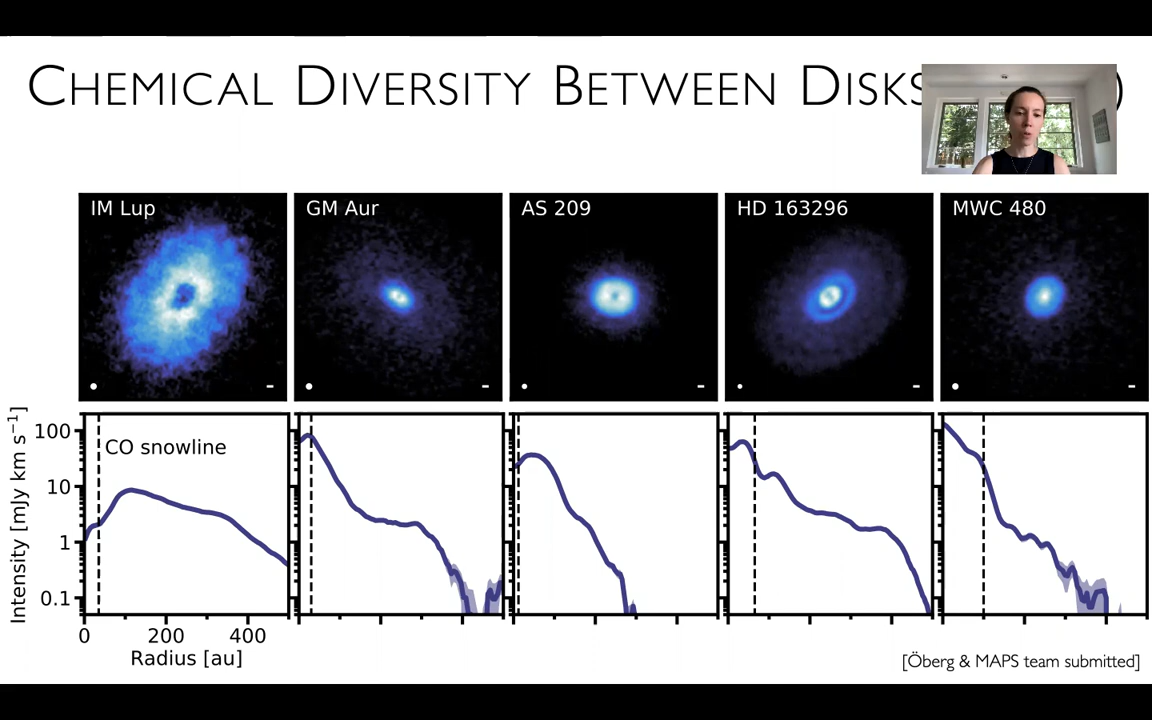 CHEMICAL DIVERSITY BETWEEN DISKS )
IM Lup
GM Aur
AS 209
HD 163296
MWC 480
CO snowline
Intensity [mJy km s⁻¹]
100
10
1
0.1
0 200 400
Radius [au]
[Öberg & MAPS team submitted]